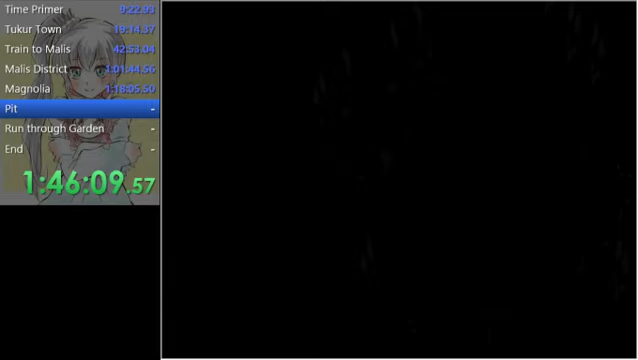 Time Primer 9:22.93
Tukur Town 19:14.37
Train to Malis 42:53.04
Malis District 1:01:44.56
Magnolia 1:18:05.50
Pit -
Run through Garden -
End -
1:46:09.57